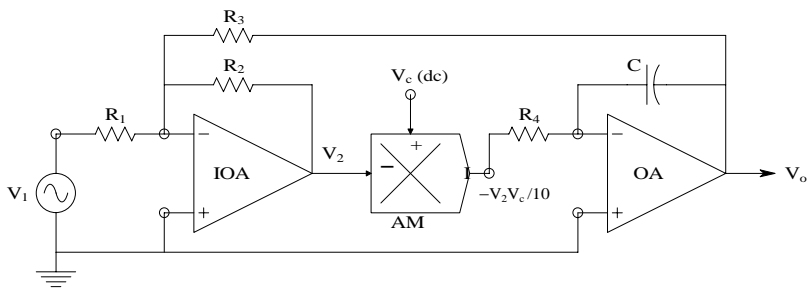 R3
R2
C
Vc (dc)
R1
R4
−
+
−
IOA
V2
−
OA
V1
I
Vo
−V2Vc/10
+
AM
+